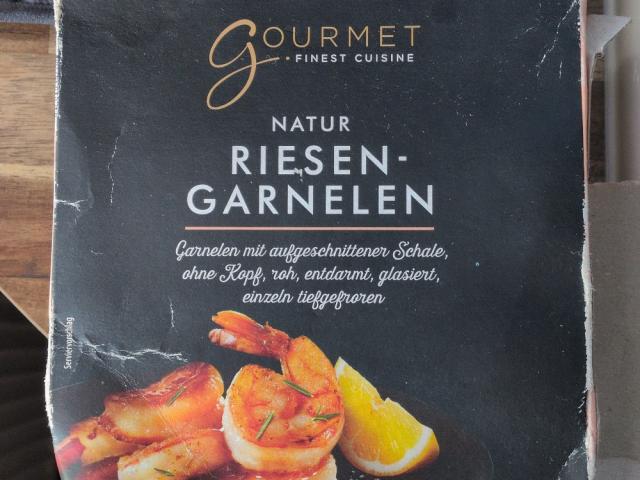 GOURMET
FINEST CUISINE
NATUR
RIESEN-
GARNELEN
Garnelen mit aufgeschnittener Schale,
ohne Kopf, roh, entdarmt, glasiert,
einzeln tiefgefroren
Serviervorschlag